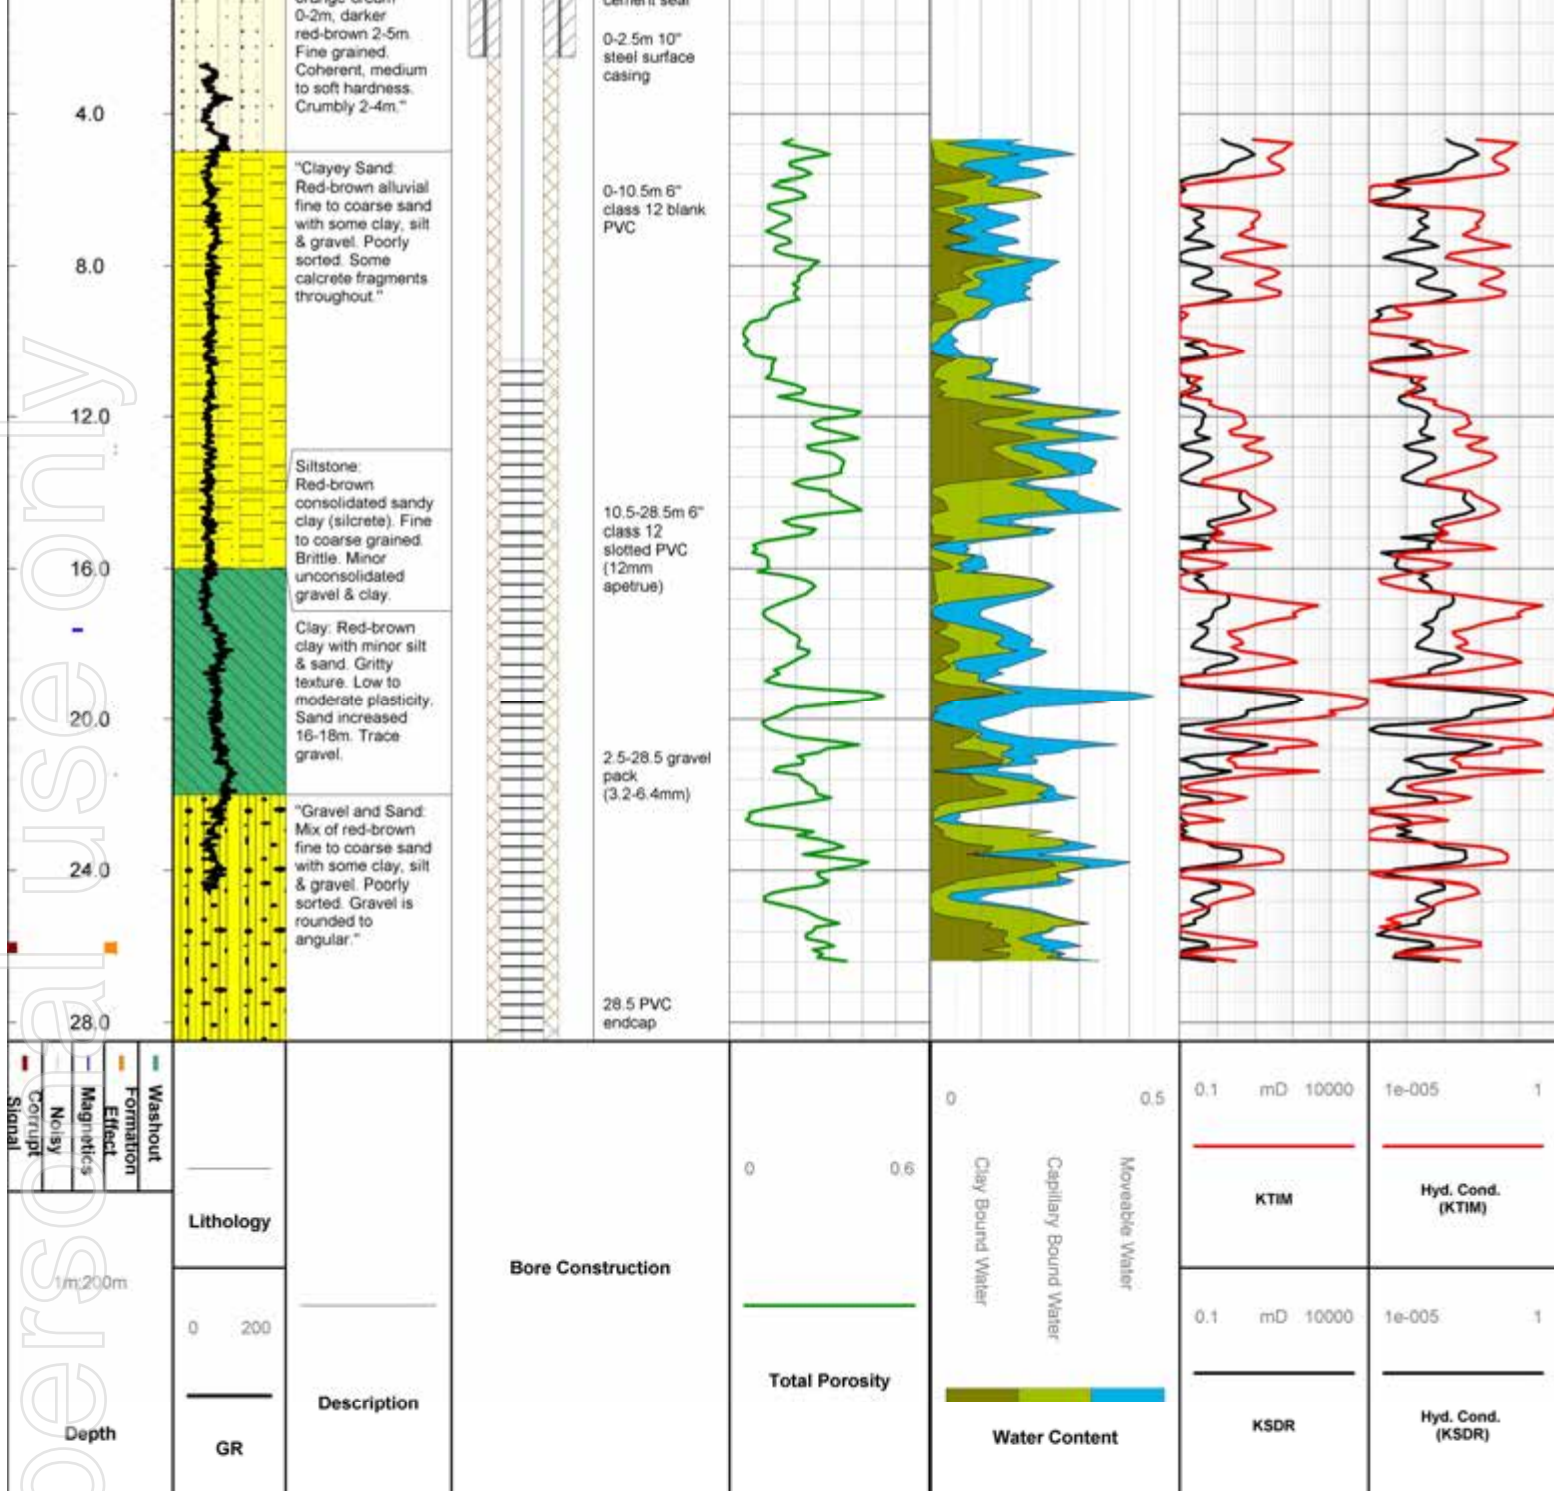 0-2m, darker
red-brown 2-5m.
Fine grained.
Coherent, medium
to soft hardness.
Crumbly 2-4m."
"Clayey Sand:
Red-brown alluvial
fine to coarse sand
with some clay, silt
& gravel. Poorly
sorted. Some
calcrete fragments
throughout."
Siltstone:
Red-brown
consolidated sandy
clay (silcrete). Fine
to coarse grained.
Brittle. Minor
unconsolidated
gravel & clay.
Clay: Red-brown
clay with minor silt
& sand. Gritty
texture. Low to
moderate plasticity.
Sand increased
16-18m. Trace
gravel.
"Gravel and Sand:
Mix of red-brown
fine to coarse sand
with some clay, silt
& gravel. Poorly
sorted. Gravel is
rounded to
angular."
cement seal
0-2.5m 10"
steel surface
casing
0-10.5m 6"
class 12 blank
PVC
10.5-28.5m 6"
class 12
slotted PVC
(12mm
apetrue)
2.5-28.5 gravel
pack
(3.2-6.4mm)
28.5 PVC
endcap
4.0
8.0
12.0
16.0
20.0
24.0
28.0
personal use only
Corrupt
Signal
Noisy
Magnetics
Formation
Effect
Washout
1m:200m
Depth
Lithology
0 200
GR
Description
Bore Construction
0 0.6
Total Porosity
0 0.5
Clay Bound Water
Capillary Bound Water
Moveable Water
Water Content
0.1 mD 10000
KTIM
0.1 mD 10000
KSDR
1e-005 1
Hyd. Cond.
(KTIM)
1e-005 1
Hyd. Cond.
(KSDR)